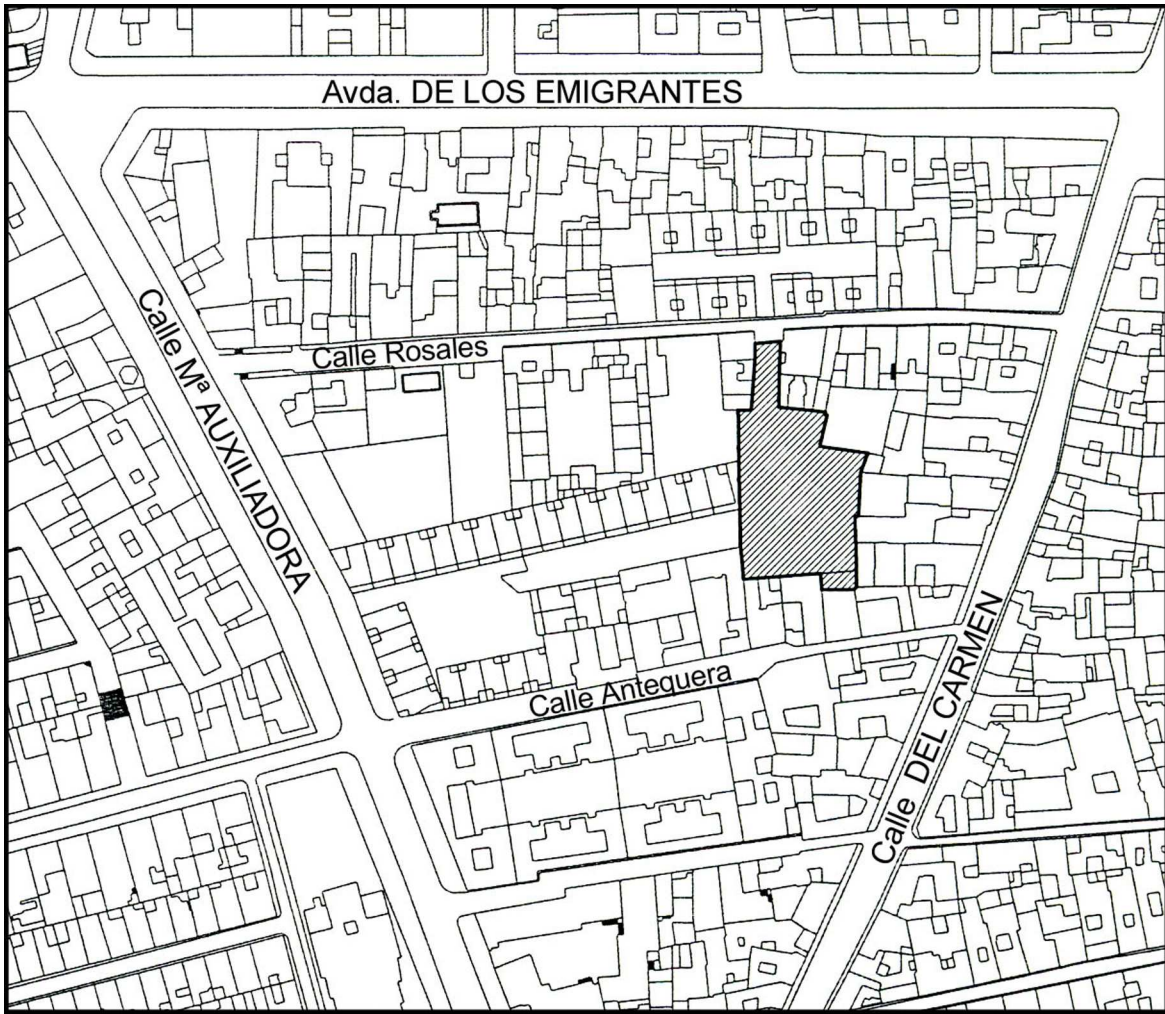 Avda. DE LOS EMIGRANTES
Calle Rosales
Calle Mª AUXILIADORA
Calle Antequera
Calle DEL CARMEN